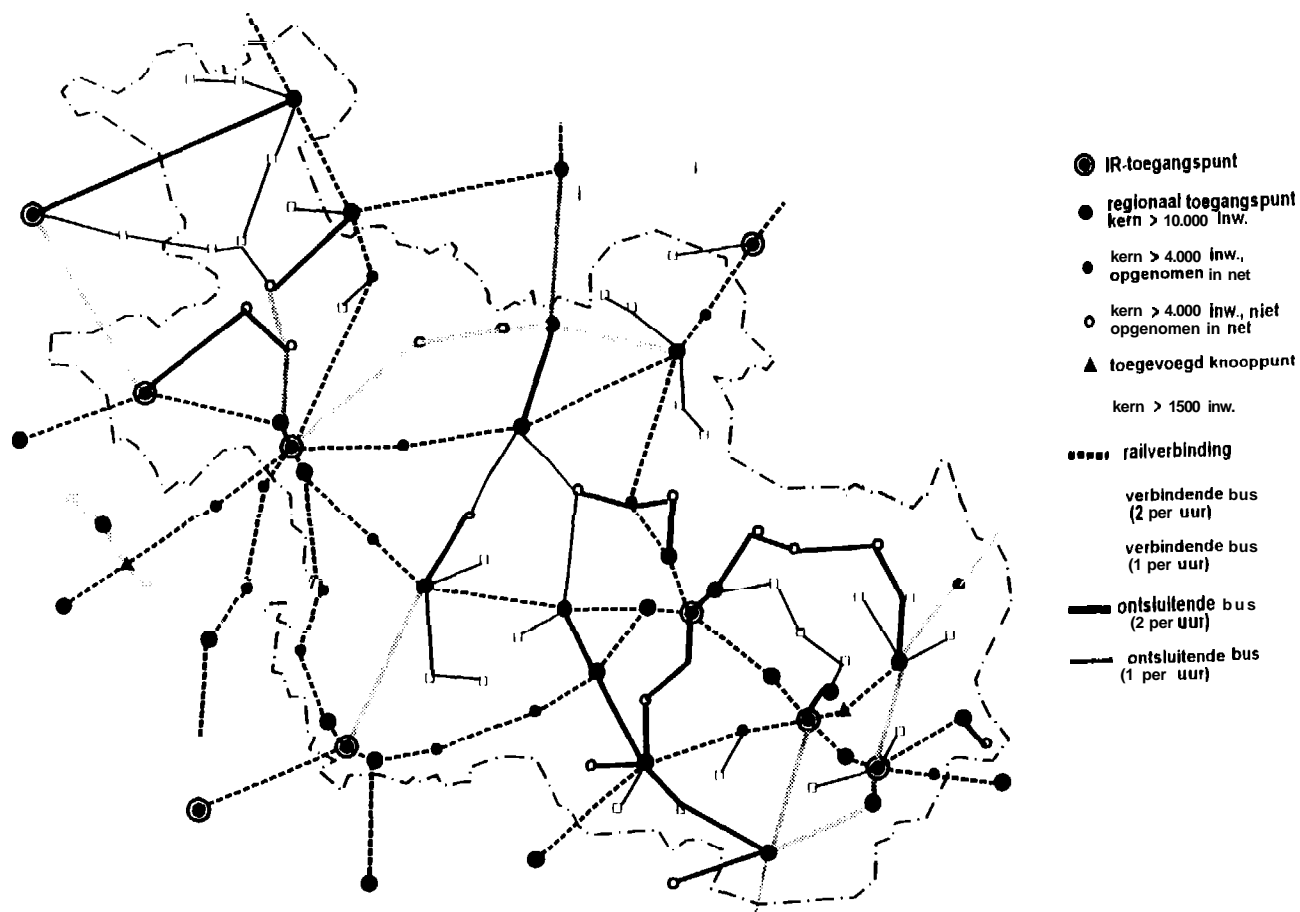 IR-toegangspunt
regionaal toegangspunt
kern > 10.000 inw.
kern > 4.000 inw.,
opgenomen in net
kern > 4.000 inw., niet
opgenomen in net
toegevoegd knooppunt
kern > 1500 inw.
railverbinding
verbindende bus
(2 per uur)
verbindende bus
(1 per uur)
ontsluitende bus
(2 per uur)
ontsluitende bus
(1 per uur)